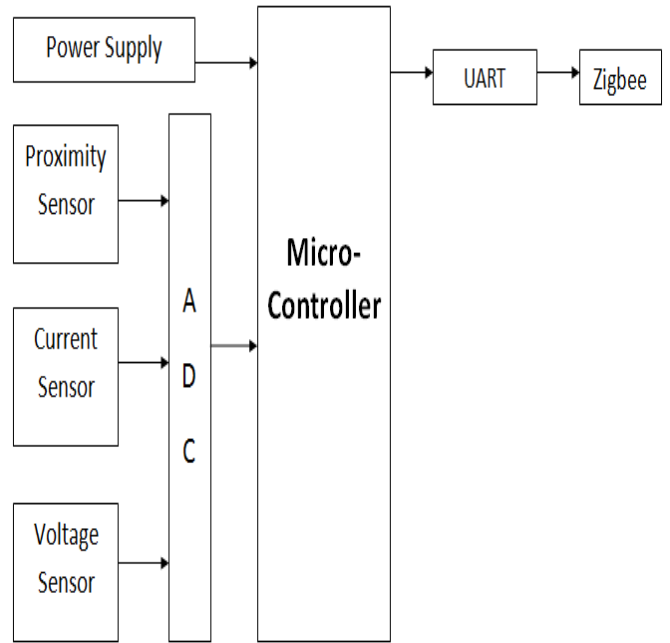 Power Supply
UART
Zigbee
Proximity
Sensor
Micro-
Controller
A
D
C
Current
Sensor
Voltage
Sensor